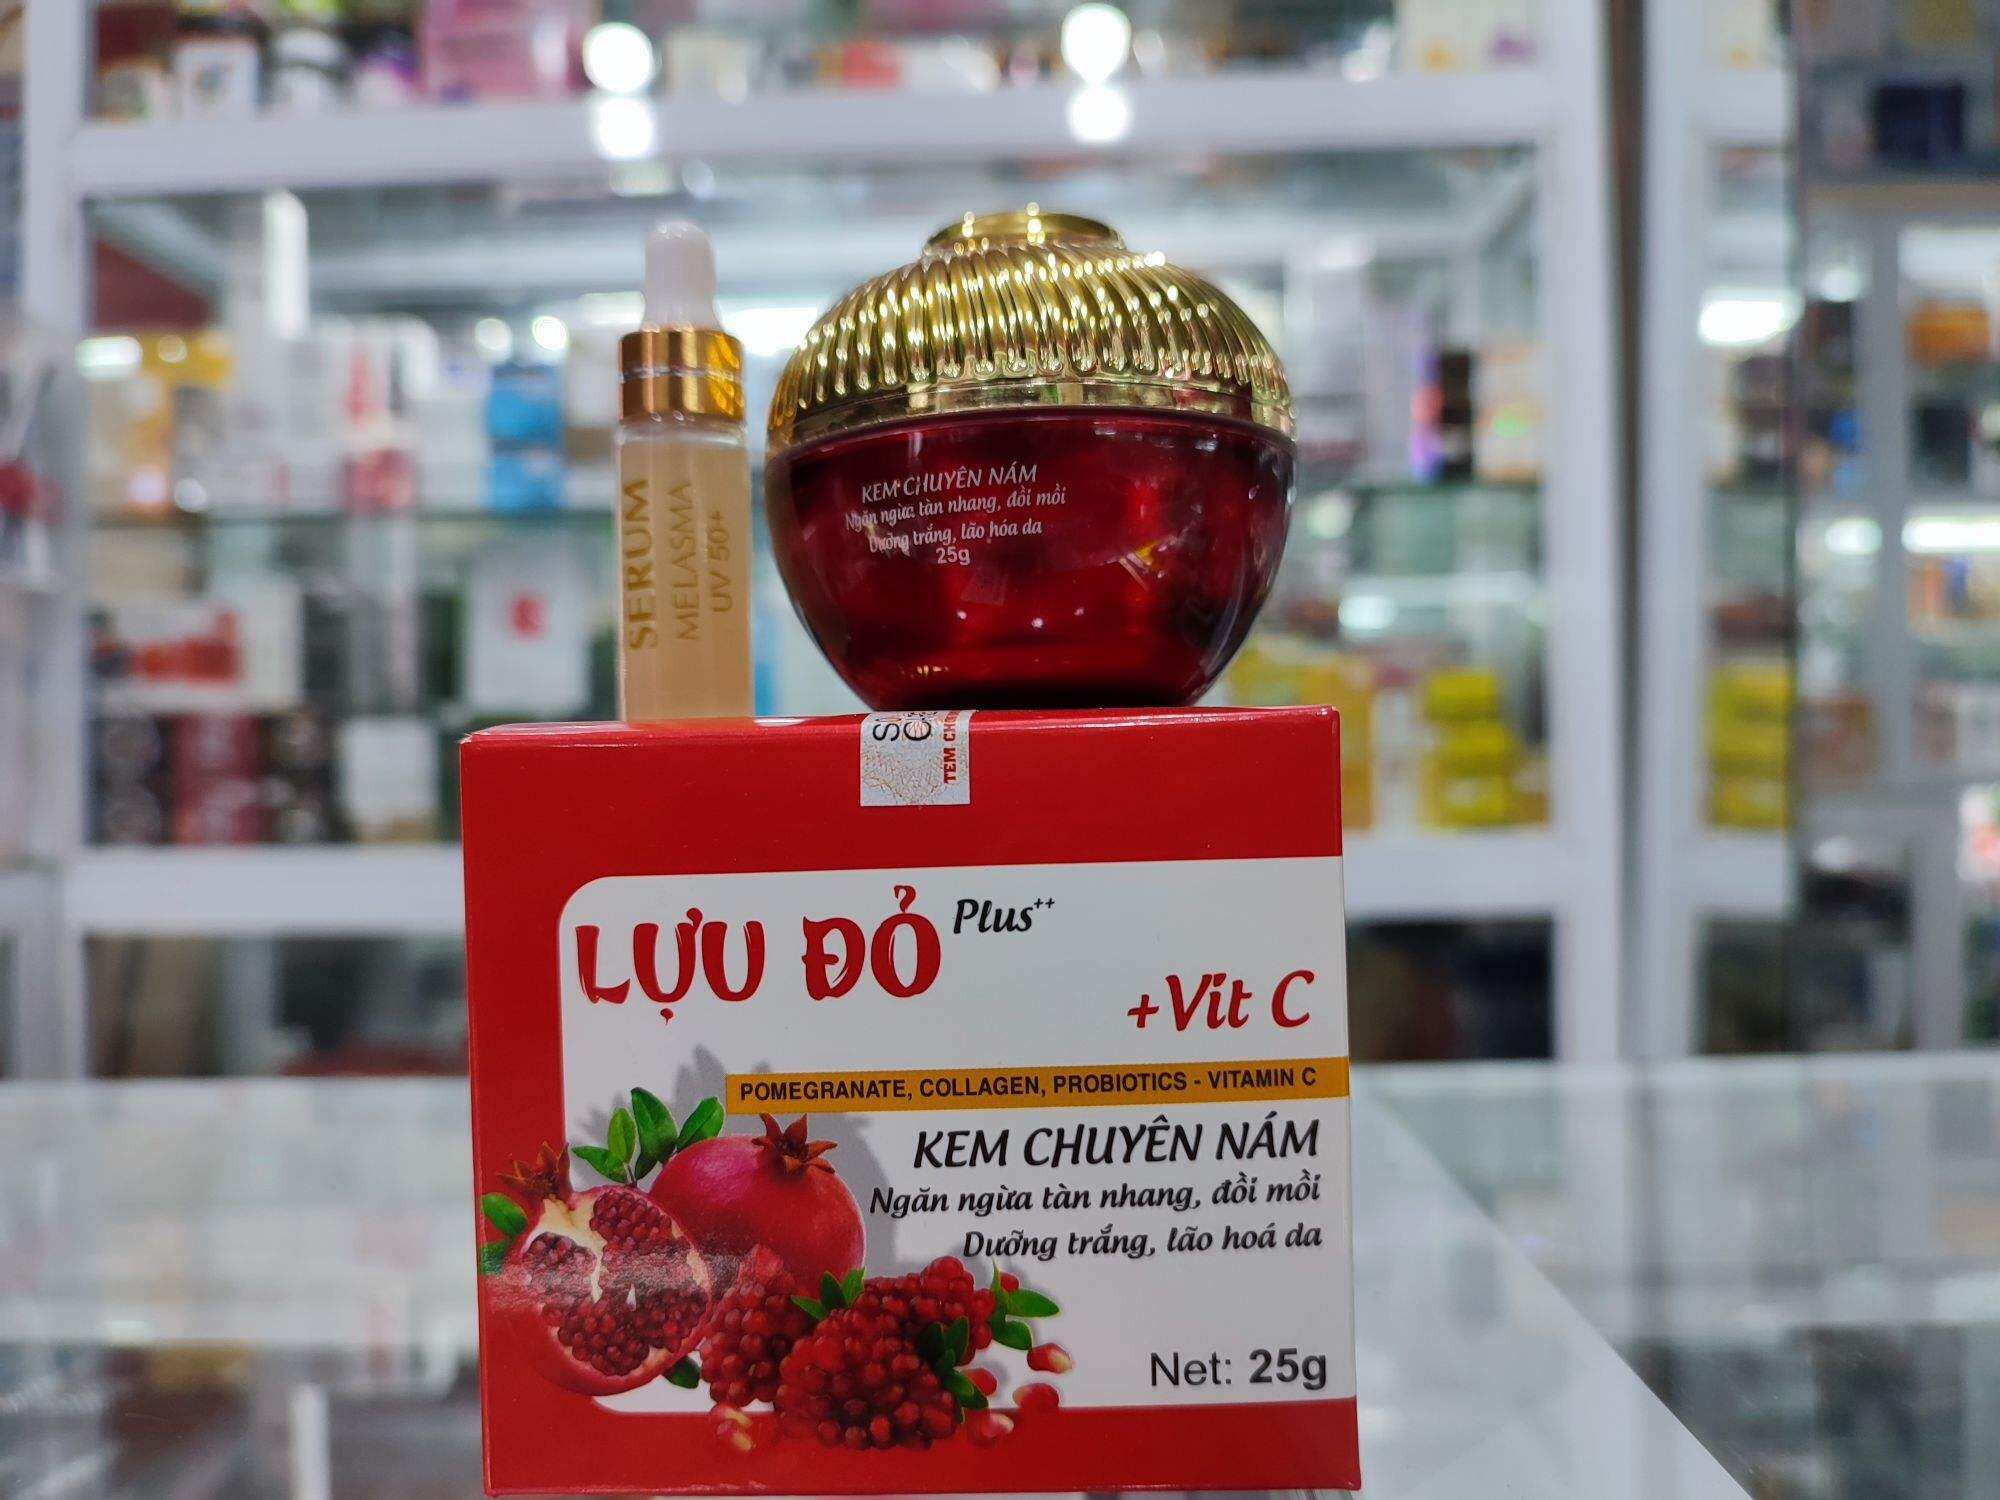 SERUM
MELASMA
UV 50+
KEM CHUYÊN NÁM
Ngăn ngừa tàn nhang, đồi mồi
Dưỡng trắng, lão hóa da
25g
TEM
LỰU ĐỎ Plus++
+Vit C
POMEGRANATE, COLLAGEN, PROBIOTICS - VITAMIN C
KEM CHUYÊN NÁM
Ngăn ngừa tàn nhang, đồi mồi
Dưỡng trắng, lão hoá da
Net: 25g